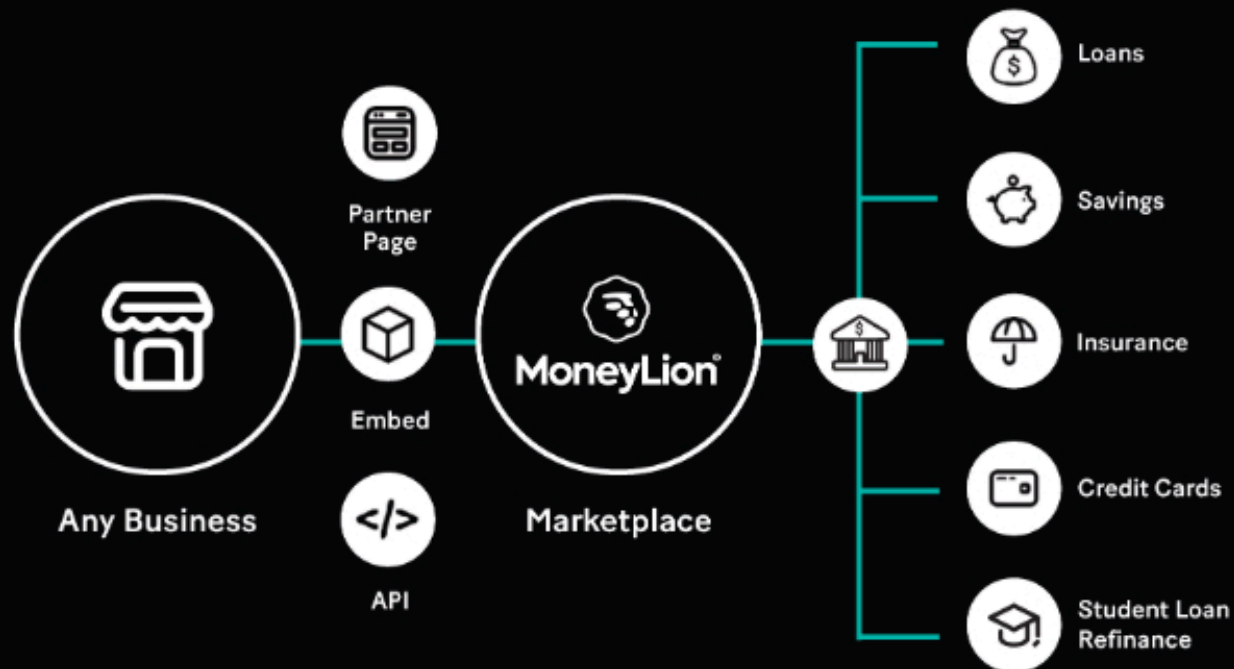 Any Business
Partner
Page
Embed
</>
API
MoneyLion
Marketplace
$
$
Loans
Savings
Insurance
Credit Cards
Student Loan
Refinance